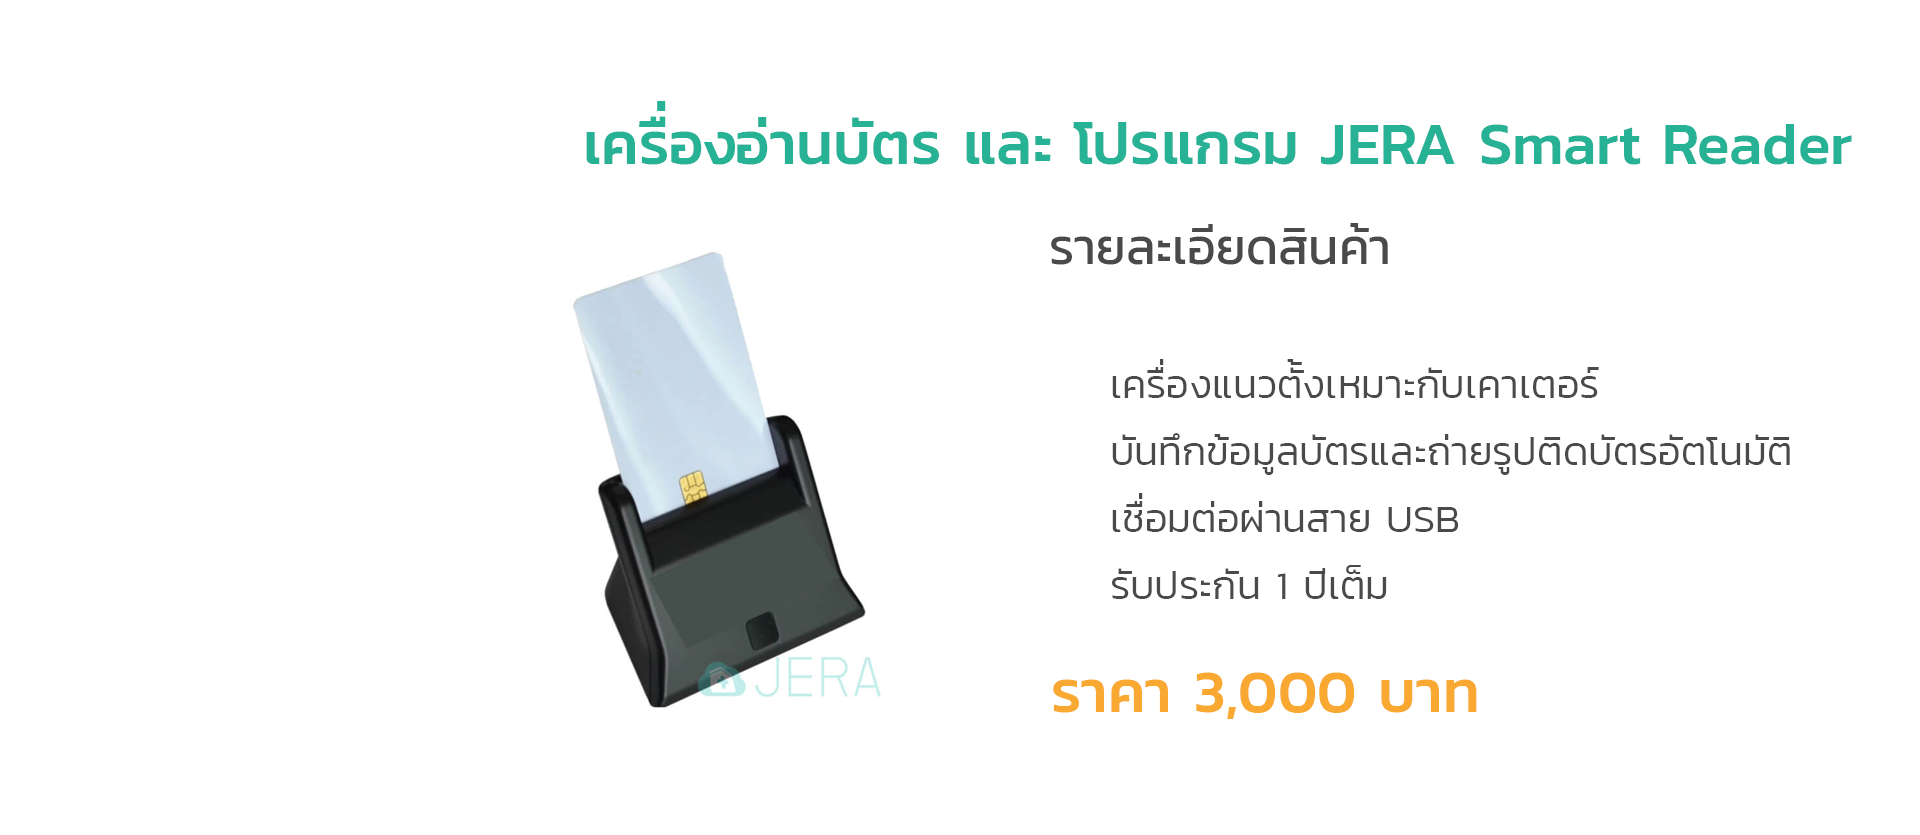 เครื่องอ่านบัตร และ โปรแกรม JERA Smart Reader
รายละเอียดสินค้า
เครื่องแนวตั้งเหมาะกับเคาเตอร์
บันทึกข้อมูลบัตรและถ่ายรูปติดบัตรอัตโนมัติ
เชื่อมต่อผ่านสาย USB
รับประกัน 1 ปีเต็ม
JERA
ราคา 3,000 บาท